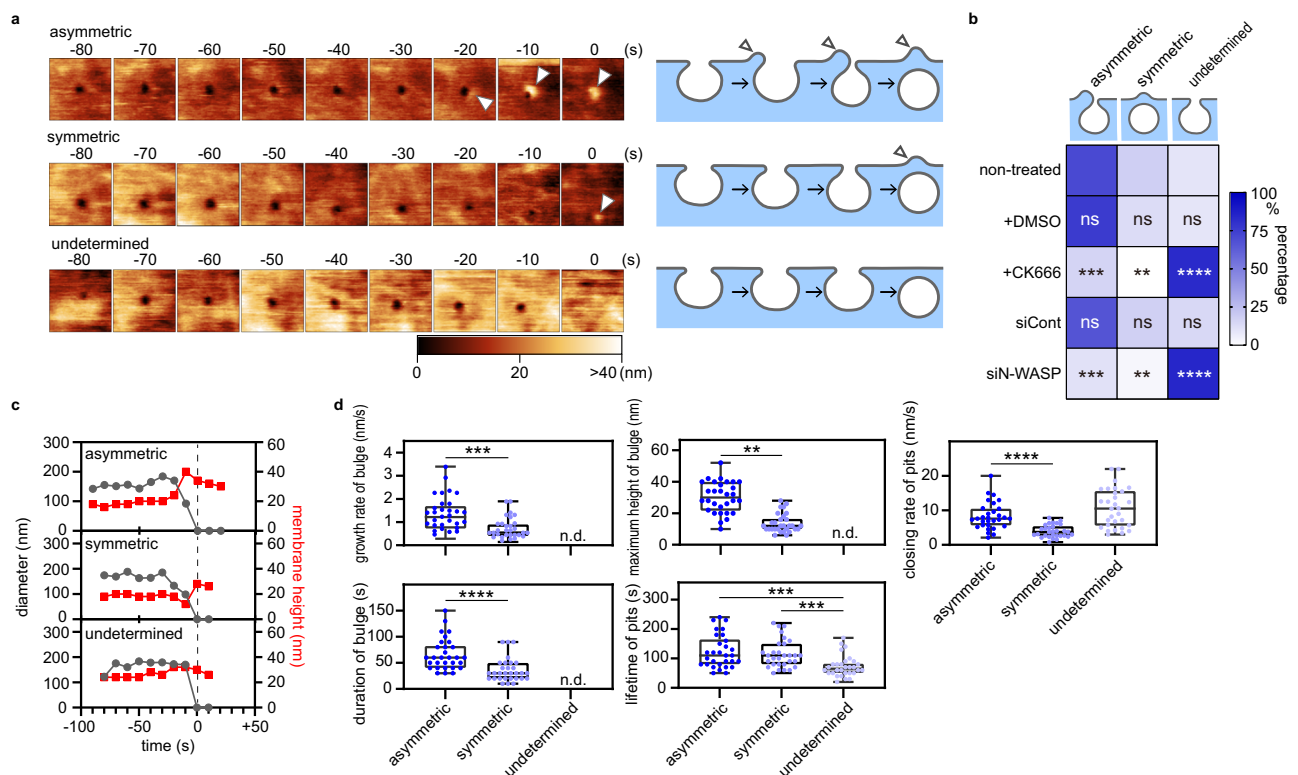 a
asymmetric
-80 -70 -60 -50 -40 -30 -20 -10 0 (s)
symmetric
-80 -70 -60 -50 -40 -30 -20 -10 0 (s)
undetermined
-80 -70 -60 -50 -40 -30 -20 -10 0 (s)
0 20 >40 (nm)
b
asymmetric symmetric undetermined
non-treated
+DMSO ns ns ns
+CK666 *** ** ****
siCont ns ns ns
siN-WASP *** ** ****
100
%
75
50
25
0
percentage
c
asymmetric
300 200 100 0
60 40 20 0
symmetric
300 200 100 0
60 40 20 0
undetermined
300 200 100 0
60 40 20 0
diameter (nm)
membrane height (nm)
-100 -50 0 +50
time (s)
d
growth rate of bulge (nm/s)
4 3 2 1 0
***
n.d.
maximum height of bulge (nm)
60 40 20 0
**
n.d.
closing rate of pits (nm/s)
30 20 10 0
****
asymmetric symmetric undetermined
duration of bulge (s)
150 100 50 0
****
n.d.
asymmetric symmetric undetermined
lifetime of pits (s)
300 200 100 0
***
***
asymmetric symmetric undetermined